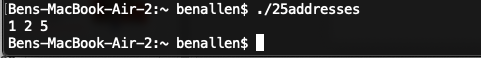 Bens-MacBook-Air-2:~ benallen$ ./25addresses
1 2 5
Bens-MacBook-Air-2:~ benallen$